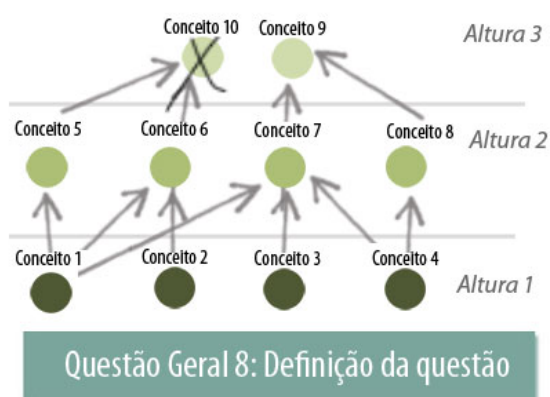 Conceito 10 Conceito 9 Altura 3
Conceito 5 Conceito 6 Conceito 7 Conceito 8 Altura 2
Conceito 1 Conceito 2 Conceito 3 Conceito 4 Altura 1
Questão Geral 8: Definição da questão